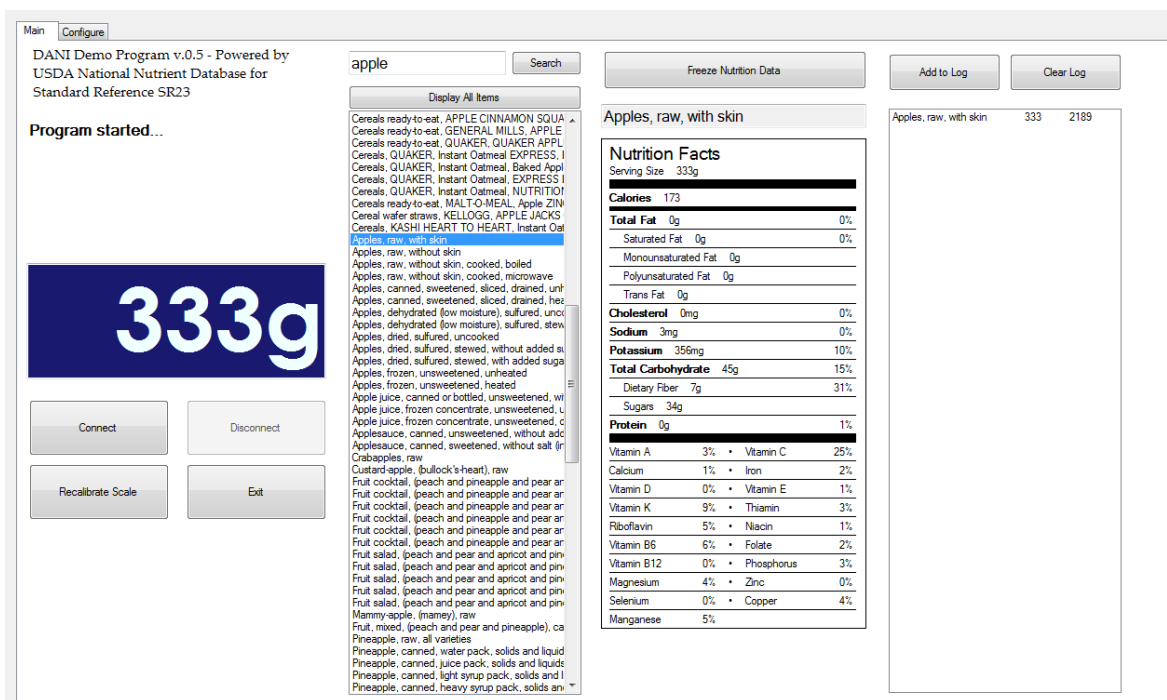 Main Configure
DANI Demo Program v.0.5 - Powered by
USDA National Nutrient Database for
Standard Reference SR23
Program started...
333g
Connect Disconnect
Recalibrate Scale Exit
apple Search
Display All Items
Cereals ready-to-eat, APPLE CINNAMON SQUA
Cereals ready-to-eat, GENERAL MILLS, APPLE
Cereals ready-to-eat, QUAKER, QUAKER APPL
Cereals, QUAKER, Instant Oatmeal EXPRESS,
Cereals, QUAKER, Instant Oatmeal, Baked Appl
Cereals, QUAKER, Instant Oatmeal, EXPRESS
Cereals, QUAKER, Instant Oatmeal, NUTRITION
Cereals ready-to-eat, MALT-O-MEAL, Apple ZIN
Cereal wafer straws, KELLOGG, APPLE JACKS
Cereals, KASHI HEART TO HEART, Instant Oat
Apples, raw, with skin
Apples, raw, without skin
Apples, raw, without skin, cooked, boiled
Apples, raw, without skin, cooked, microwave
Apples, canned, sweetened, sliced, drained, unh
Apples, canned, sweetened, sliced, drained, hea
Apples, dehydrated (low moisture), sulfured, unco
Apples, dehydrated (low moisture), sulfured, stew
Apples, dried, sulfured, uncooked
Apples, dried, sulfured, stewed, without added su
Apples, dried, sulfured, stewed, with added suga
Apples, frozen, unsweetened, unheated
Apples, frozen, unsweetened, heated
Apple juice, canned or bottled, unsweetened, wi
Apple juice, frozen concentrate, unsweetened, u
Apple juice, frozen concentrate, unsweetened, d
Applesauce, canned, unsweetened, without add
Applesauce, canned, sweetened, without salt (in
Crabapples, raw
Custard-apple, (bullock's-heart), raw
Fruit cocktail, (peach and pineapple and pear an
Fruit cocktail, (peach and pineapple and pear an
Fruit cocktail, (peach and pineapple and pear an
Fruit cocktail, (peach and pineapple and pear an
Fruit cocktail, (peach and pineapple and pear an
Fruit cocktail, (peach and pineapple and pear an
Fruit salad, (peach and pear and apricot and pine
Fruit salad, (peach and pear and apricot and pine
Fruit salad, (peach and pear and apricot and pine
Fruit salad, (peach and pear and apricot and pine
Fruit salad, (peach and pear and apricot and pine
Mammy-apple, (mamey), raw
Fruit, mixed, (peach and pear and pineapple), ca
Pineapple, raw, all varieties
Pineapple, canned, water pack, solids and liquid
Pineapple, canned, juice pack, solids and liquids
Pineapple, canned, light syrup pack, solids and l
Pineapple, canned, heavy syrup pack, solids an
Freeze Nutrition Data
Apples, raw, with skin
Nutrition Facts
Serving Size 333g
Calories 173
Total Fat 0g 0%
Saturated Fat 0g 0%
Monounsaturated Fat 0g
Polyunsaturated Fat 0g
Trans Fat 0g
Cholesterol 0mg 0%
Sodium 3mg 0%
Potassium 356mg 10%
Total Carbohydrate 45g 15%
Dietary Fiber 7g 31%
Sugars 34g
Protein 0g 1%
Vitamin A 3% • Vitamin C 25%
Calcium 1% • Iron 2%
Vitamin D 0% • Vitamin E 1%
Vitamin K 9% • Thiamin 3%
Riboflavin 5% • Niacin 1%
Vitamin B6 6% • Folate 2%
Vitamin B12 0% • Phosphorus 3%
Magnesium 4% • Zinc 0%
Selenium 0% • Copper 4%
Manganese 5%
Add to Log Clear Log
Apples, raw, with skin 333 2189